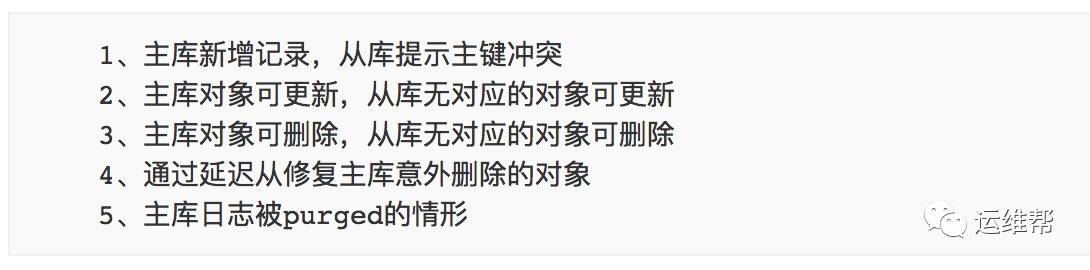 1、主库新增记录，从库提示主键冲突
2、主库对象可更新，从库无对应的对象可更新
3、主库对象可删除，从库无对应的对象可删除
4、通过延迟从修复主库意外删除的对象
5、主库日志被purged的情形
运维帮